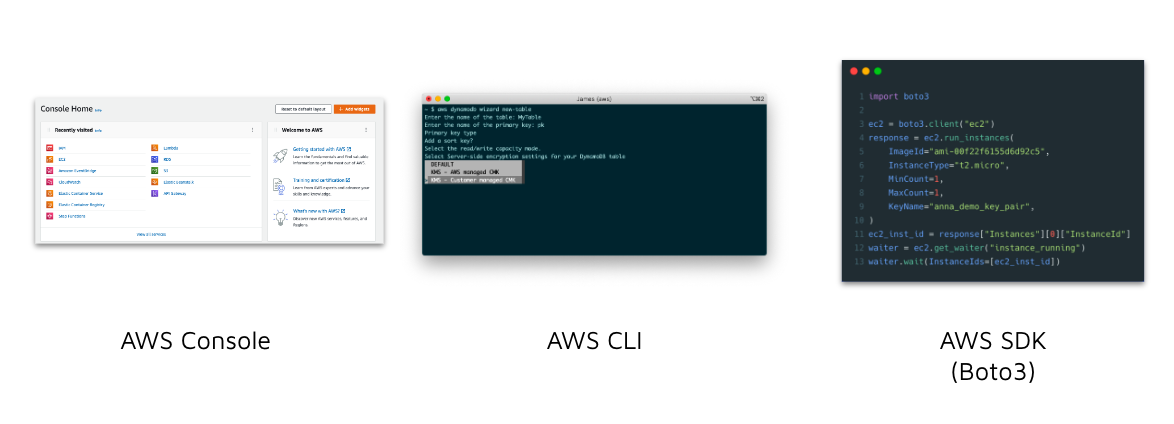 Console Home Info
Reset to default layout
+ Add widgets
Recently visited Info
EC2
Amazon EventBridge
CloudWatch
Elastic Container Service
Elastic Container Registry
Step Functions
Lambda
RDS
S3
API Gateway
View all services
Welcome to AWS
Getting started with AWS
Learn the fundamentals and find valuable
information to get the most out of AWS.
Training and certification
Learn from AWS experts and advance your
skills and knowledge.
What's new with AWS?
Discover new AWS services, features, and
Regions.
AWS Console
James (aws)
⌥⌘2
~ $ aws dynamodb wizard new-table
Enter the name of the table: MyTable
Enter the name of the primary key: pk
Primary key type
Add a sort key?
Select the read/write capacity mode.
Select Server-side encryption settings for your DynamoDB table
DEFAULT
KMS - AWS managed CMK
KMS - Customer managed CMK
AWS CLI
1 import boto3
2
3 ec2 = boto3.client("ec2")
4 response = ec2.run_instances(
5     ImageId="ami-00f22f6155d6d92c5",
6     InstanceType="t2.micro",
7     MinCount=1,
8     MaxCount=1,
9     KeyName="anna_demo_key_pair",
10 )
11 ec2_inst_id = response["Instances"][0]["InstanceId"]
12 waiter = ec2.get_waiter("instance_running")
13 waiter.wait(InstanceIds=[ec2_inst_id])
AWS SDK
(Boto3)